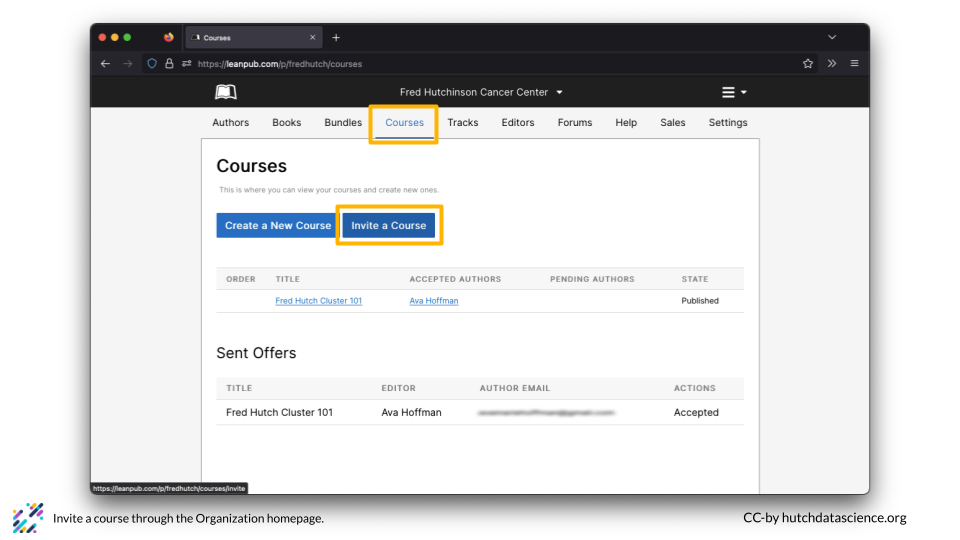 Courses
https://leanpub.com/p/fredhutch/courses
Fred Hutchinson Cancer Center
Authors Books Bundles Courses Tracks Editors Forums Help Sales Settings
Courses
This is where you can view your courses and create new ones.
Create a New Course Invite a Course
ORDER TITLE ACCEPTED AUTHORS PENDING AUTHORS STATE
Fred Hutch Cluster 101 Ava Hoffman Published
Sent Offers
TITLE EDITOR AUTHOR EMAIL ACTIONS
Fred Hutch Cluster 101 Ava Hoffman Accepted
https://leanpub.com/p/fredhutch/courses/invite
Invite a course through the Organization homepage.
CC-by hutchdatascience.org